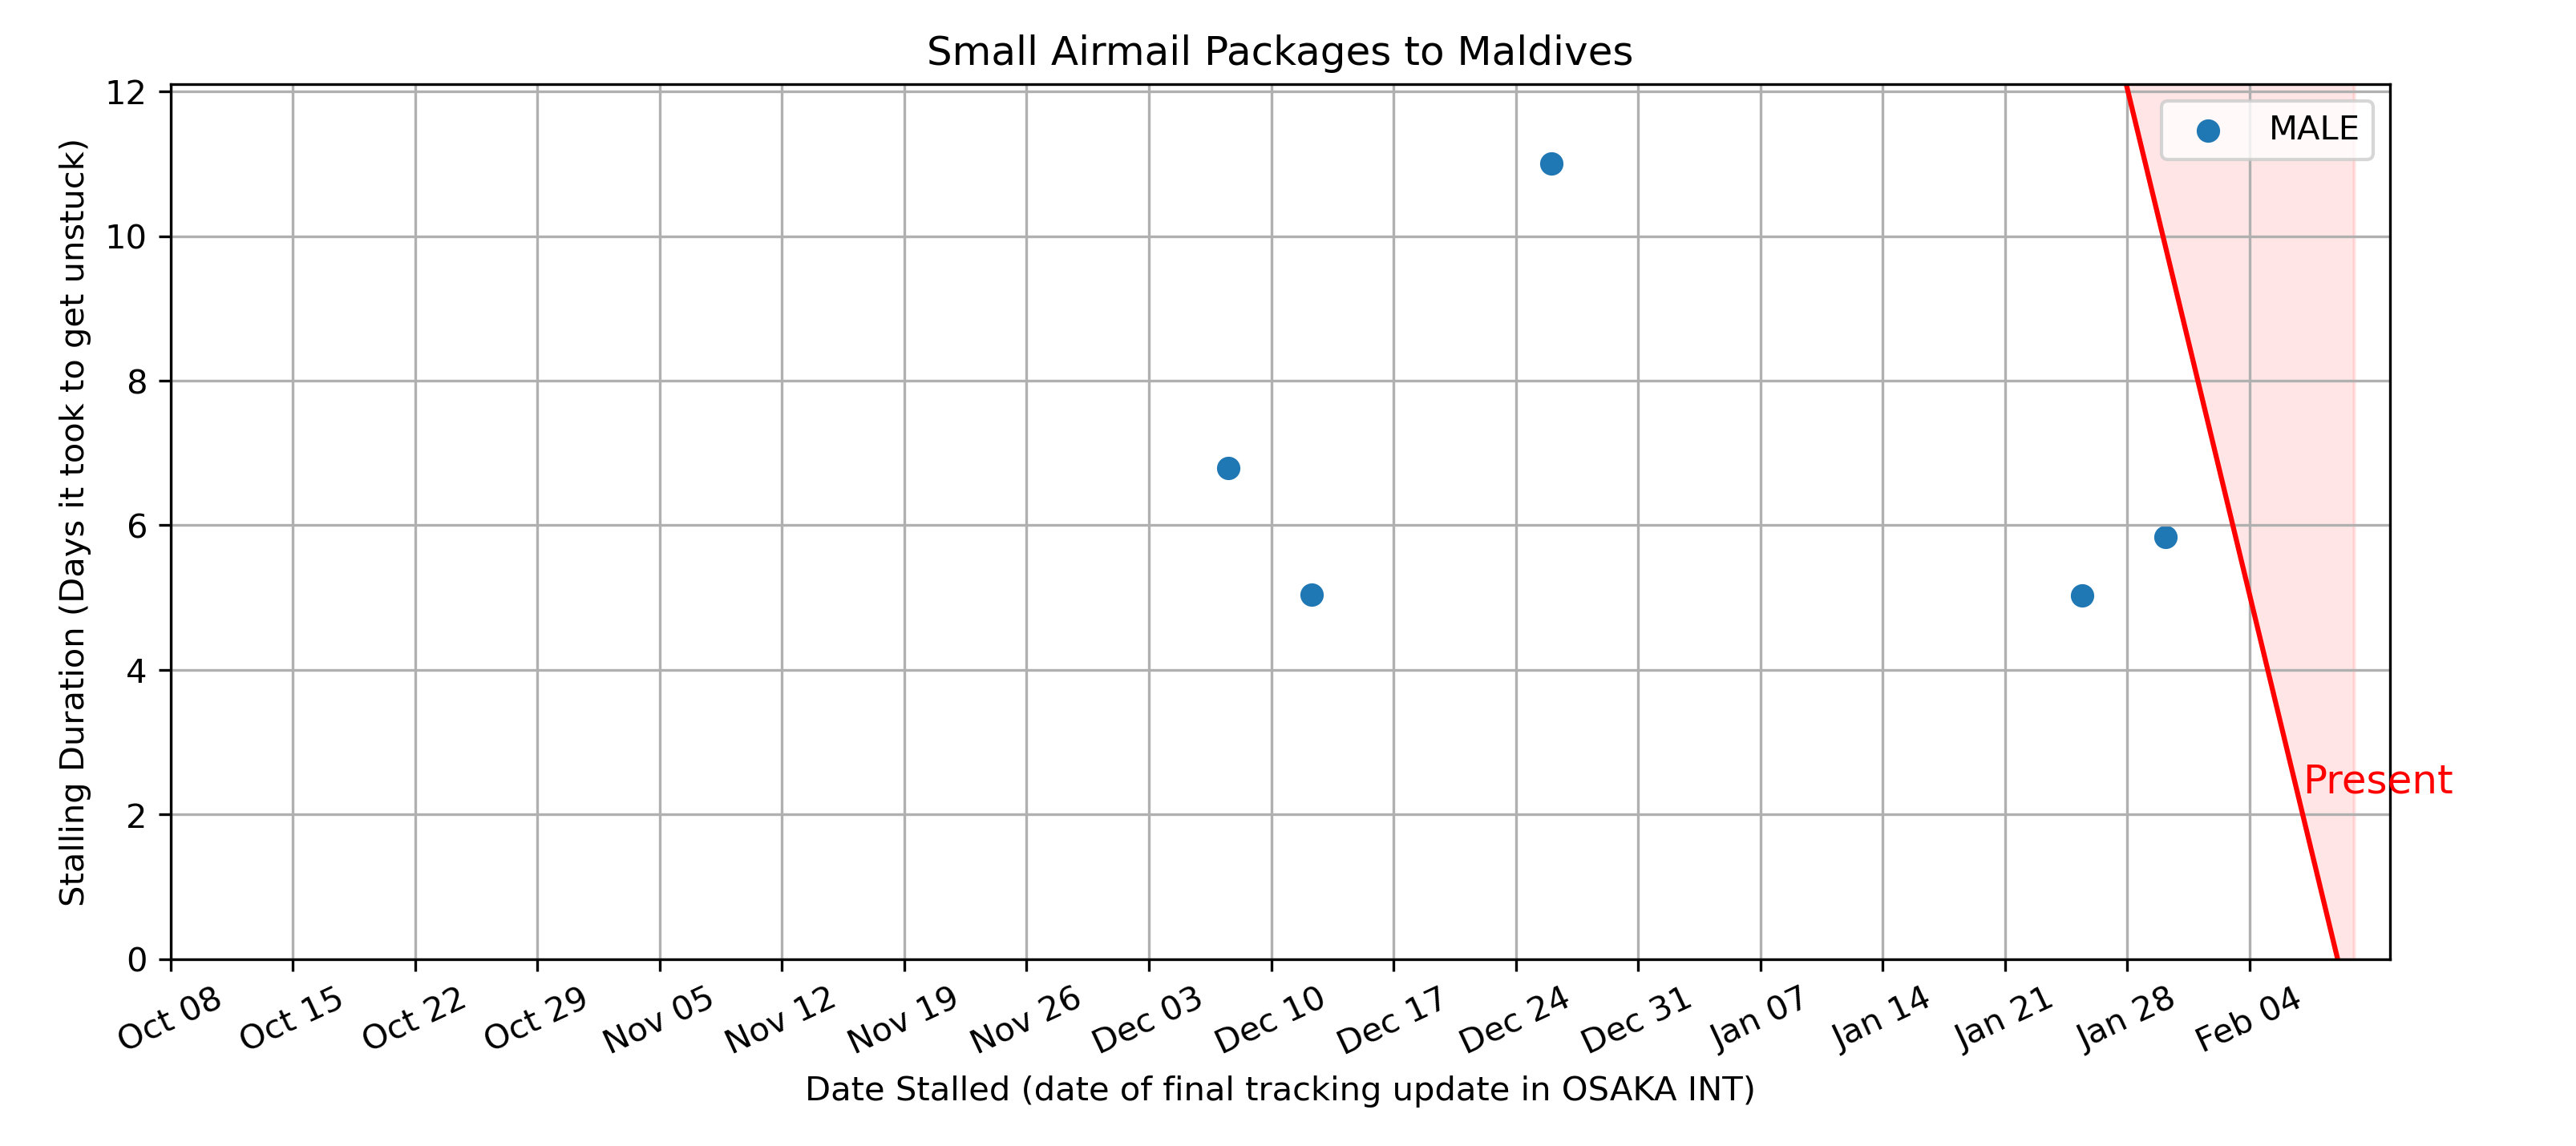 Small Airmail Packages to Maldives
MALE
Present
12
10
8
6
4
2
0
Stalling Duration (Days it took to get unstuck)
Oct 08
Oct 15
Oct 22
Oct 29
Nov 05
Nov 12
Nov 19
Nov 26
Dec 03
Dec 10
Dec 17
Dec 24
Dec 31
Jan 07
Jan 14
Jan 21
Jan 28
Feb 04
Date Stalled (date of final tracking update in OSAKA INT)